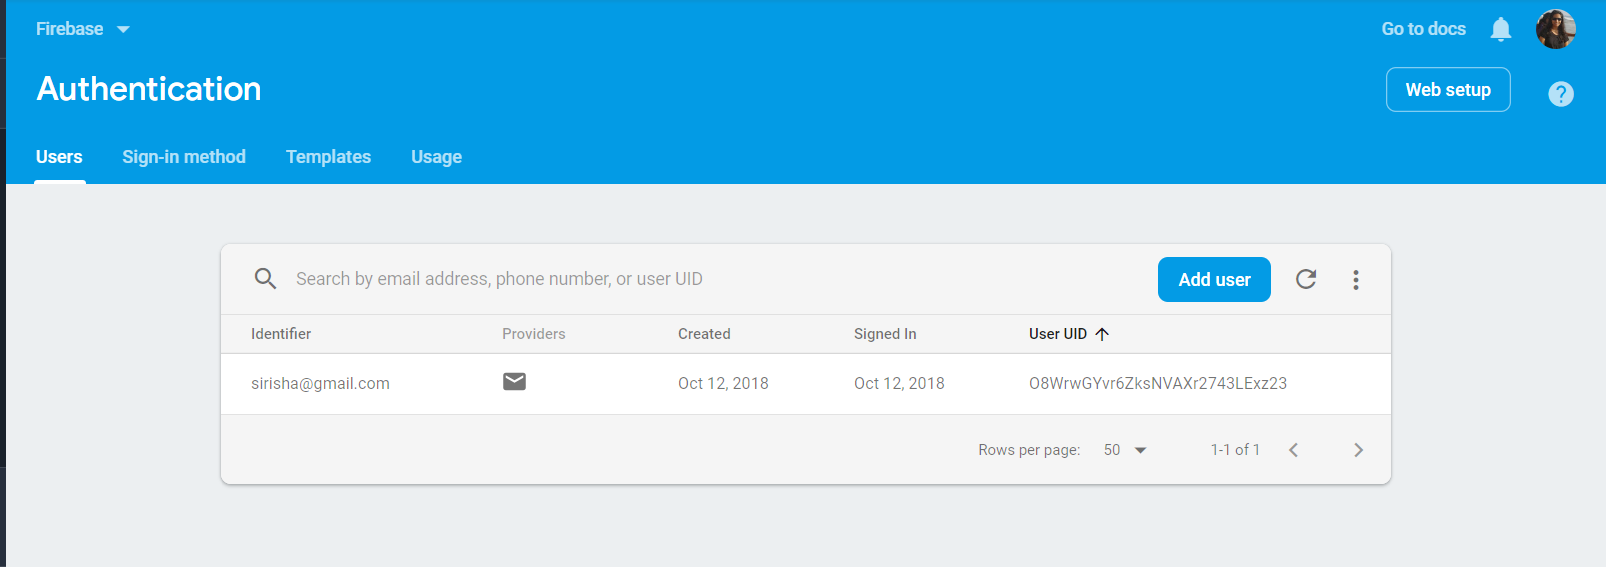 Firebase
Go to docs
Authentication
Web setup
?
Users Sign-in method Templates Usage
Search by email address, phone number, or user UID
Add user
Identifier Providers Created Signed In User UID
sirisha@gmail.com Oct 12, 2018 Oct 12, 2018 O8WrwGYvr6ZksNVAXr2743LExz23
Rows per page: 50 1-1 of 1